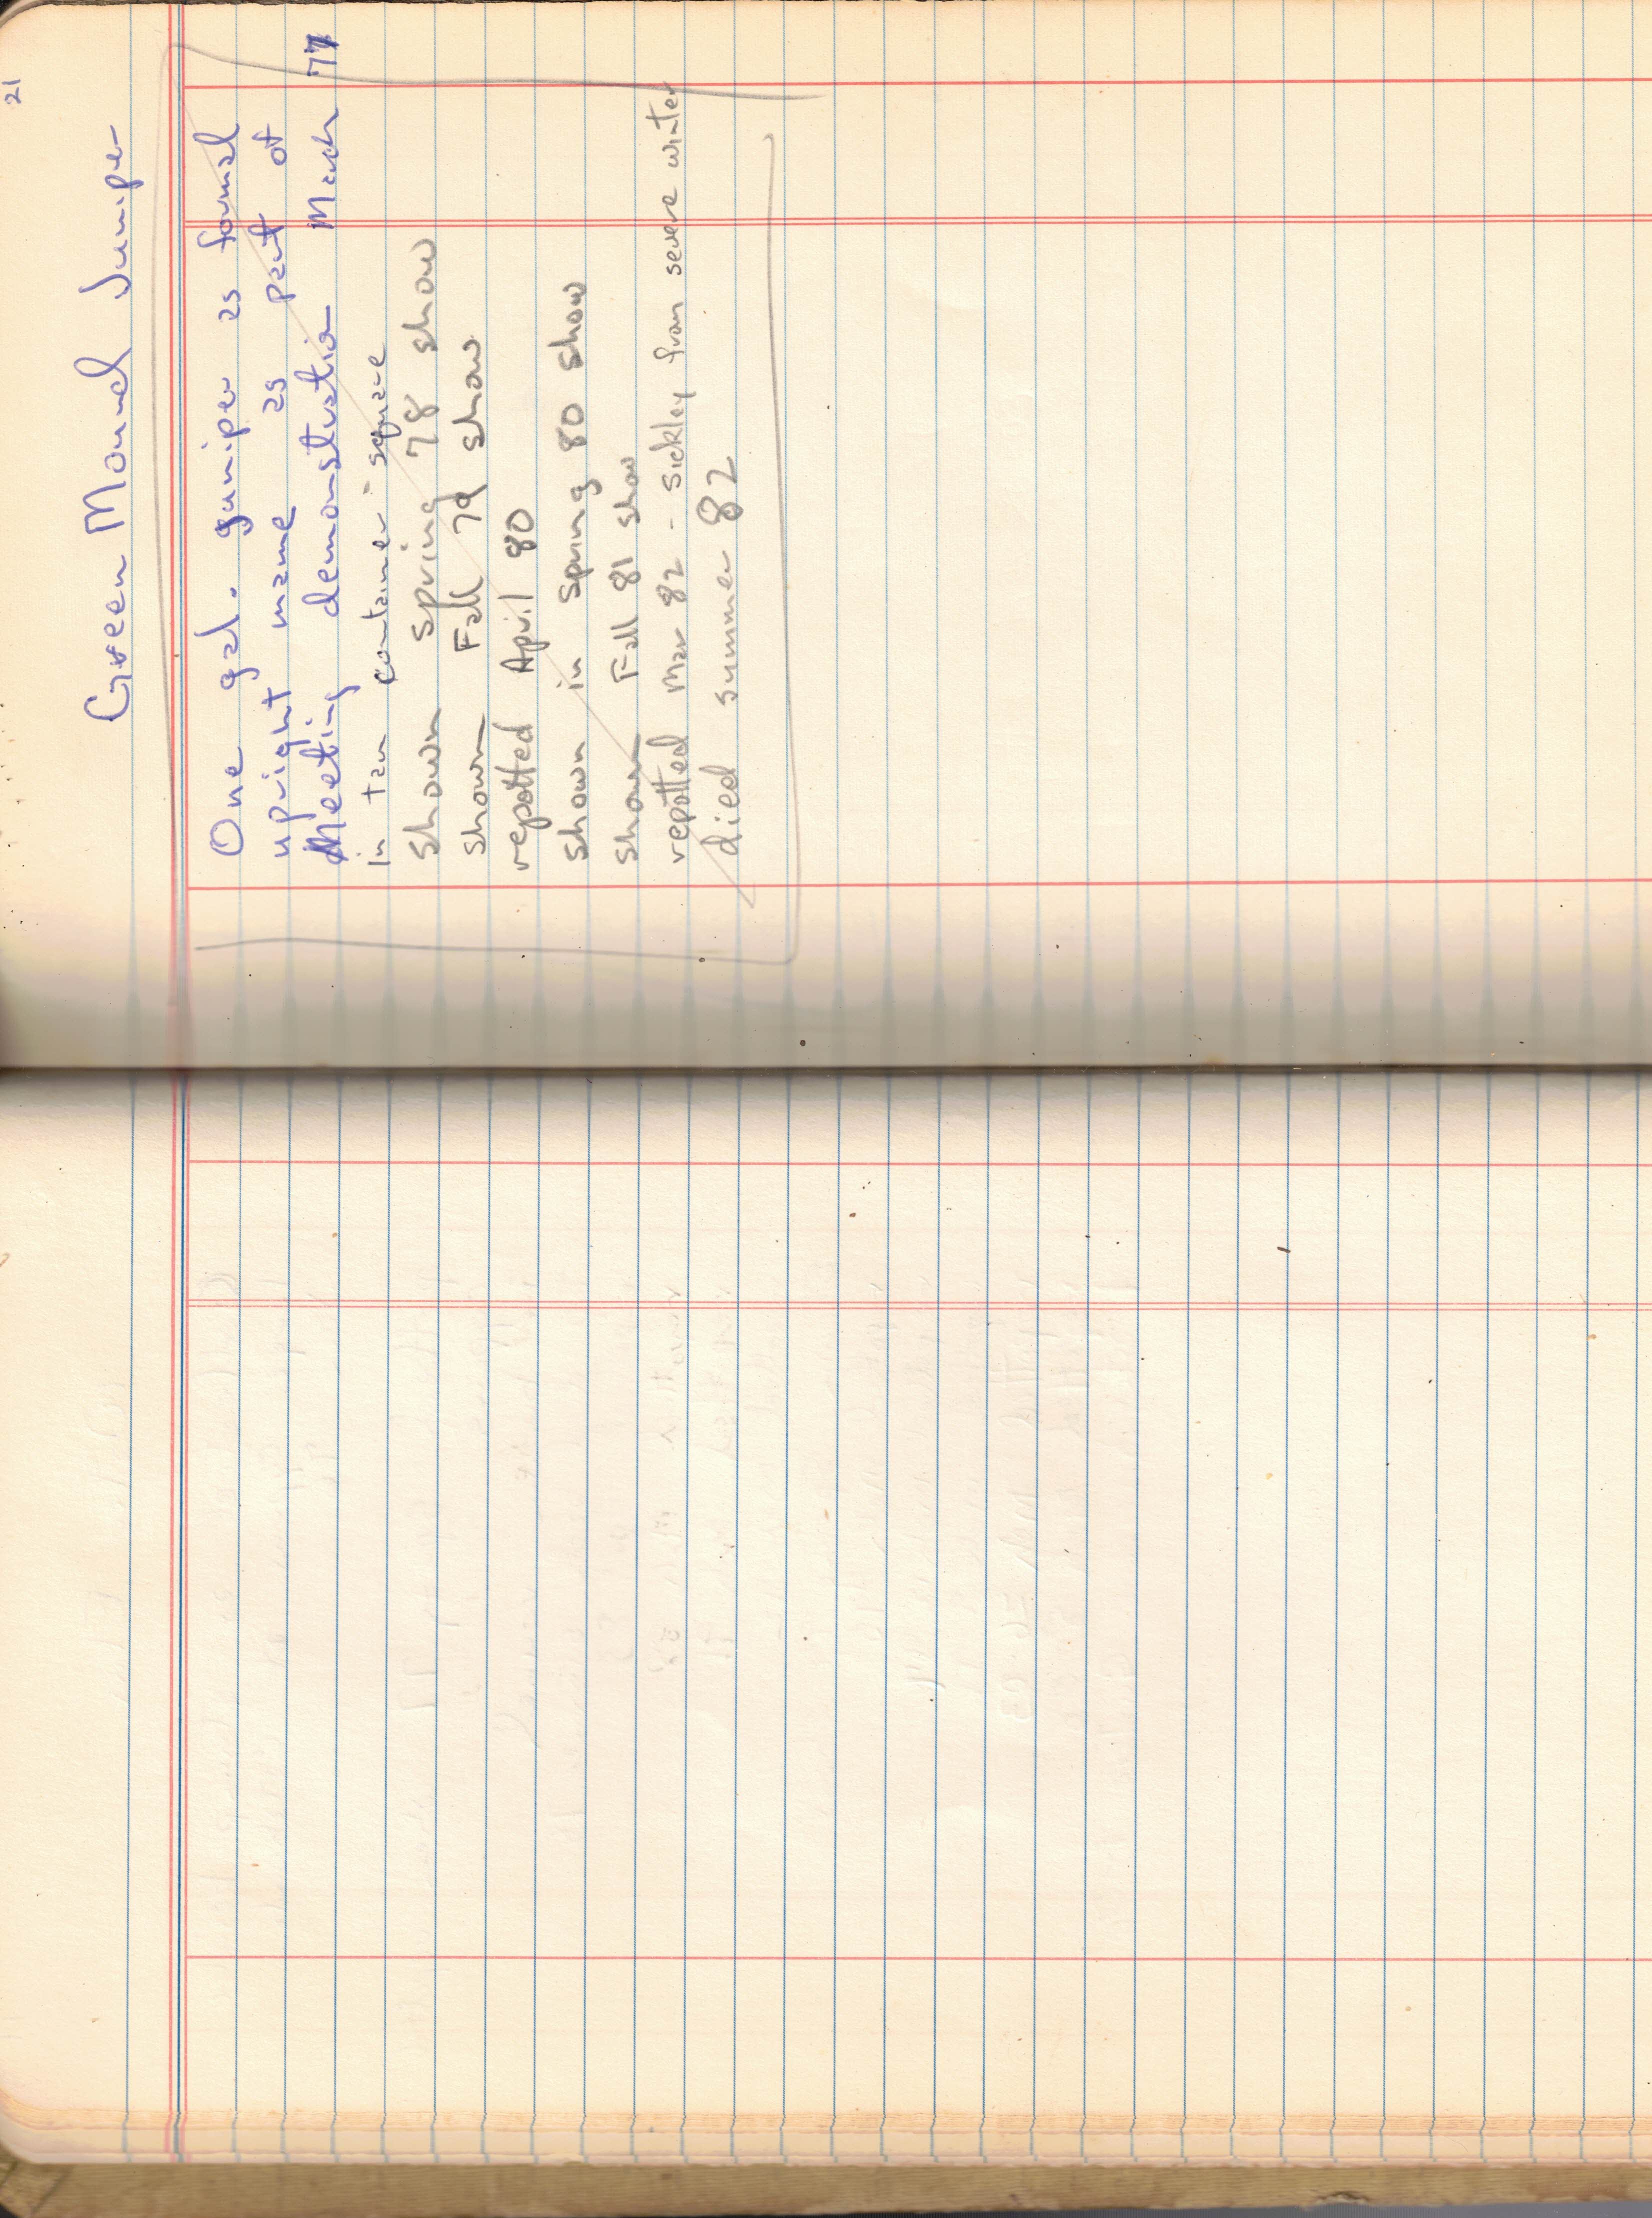 21
Green Mound Juniper
One gal. juniper as formal
upright mame as part of
Meeting demonstration March 77
in tan container - square
shown spring 78 show
shown Fall 79 show
repotted April 80
shown in spring 80 show
shown Fall 81 show
repotted Mar 82 - sickley from severe winter
died summer 82